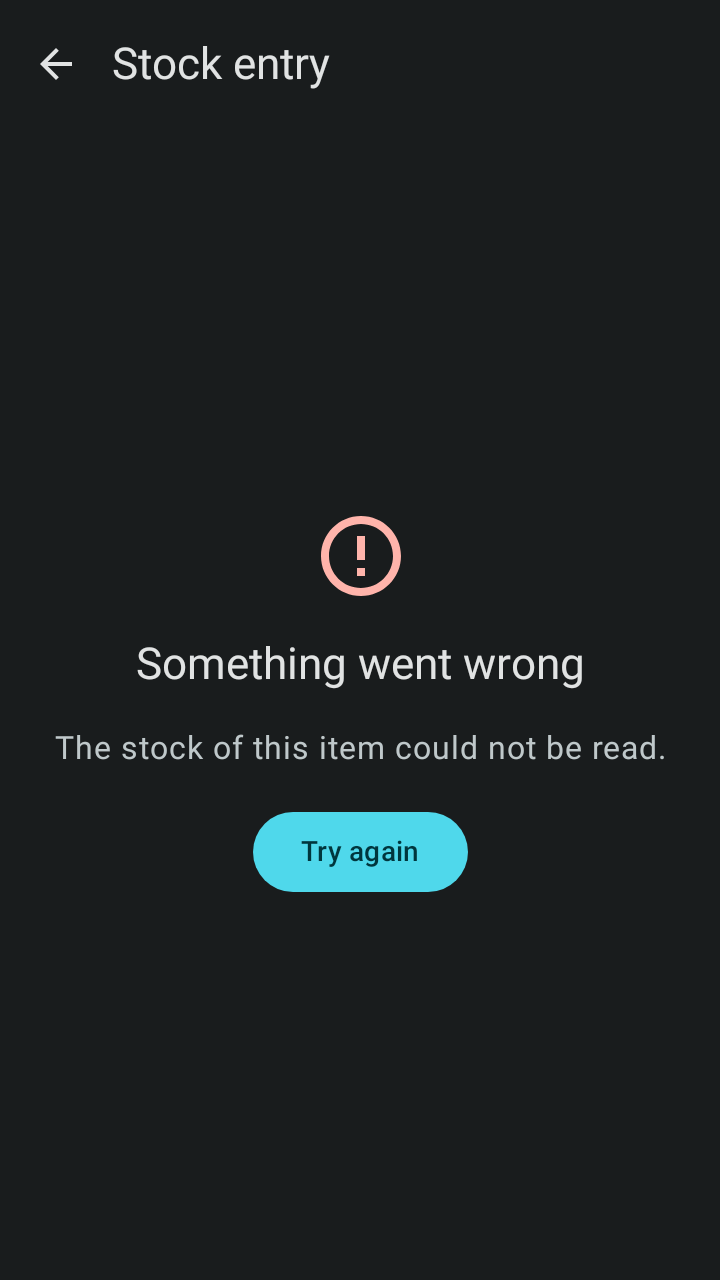 Stock entry
Something went wrong
The stock of this item could not be read.
Try again